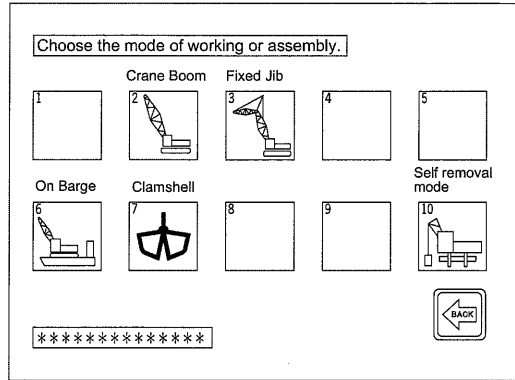 Choose the mode of working or assembly.
Crane Boom Fixed Jib
1 2 3 4 5
On Barge Clamshell Self removal
mode
6 7 8 9 10
BACK
**************